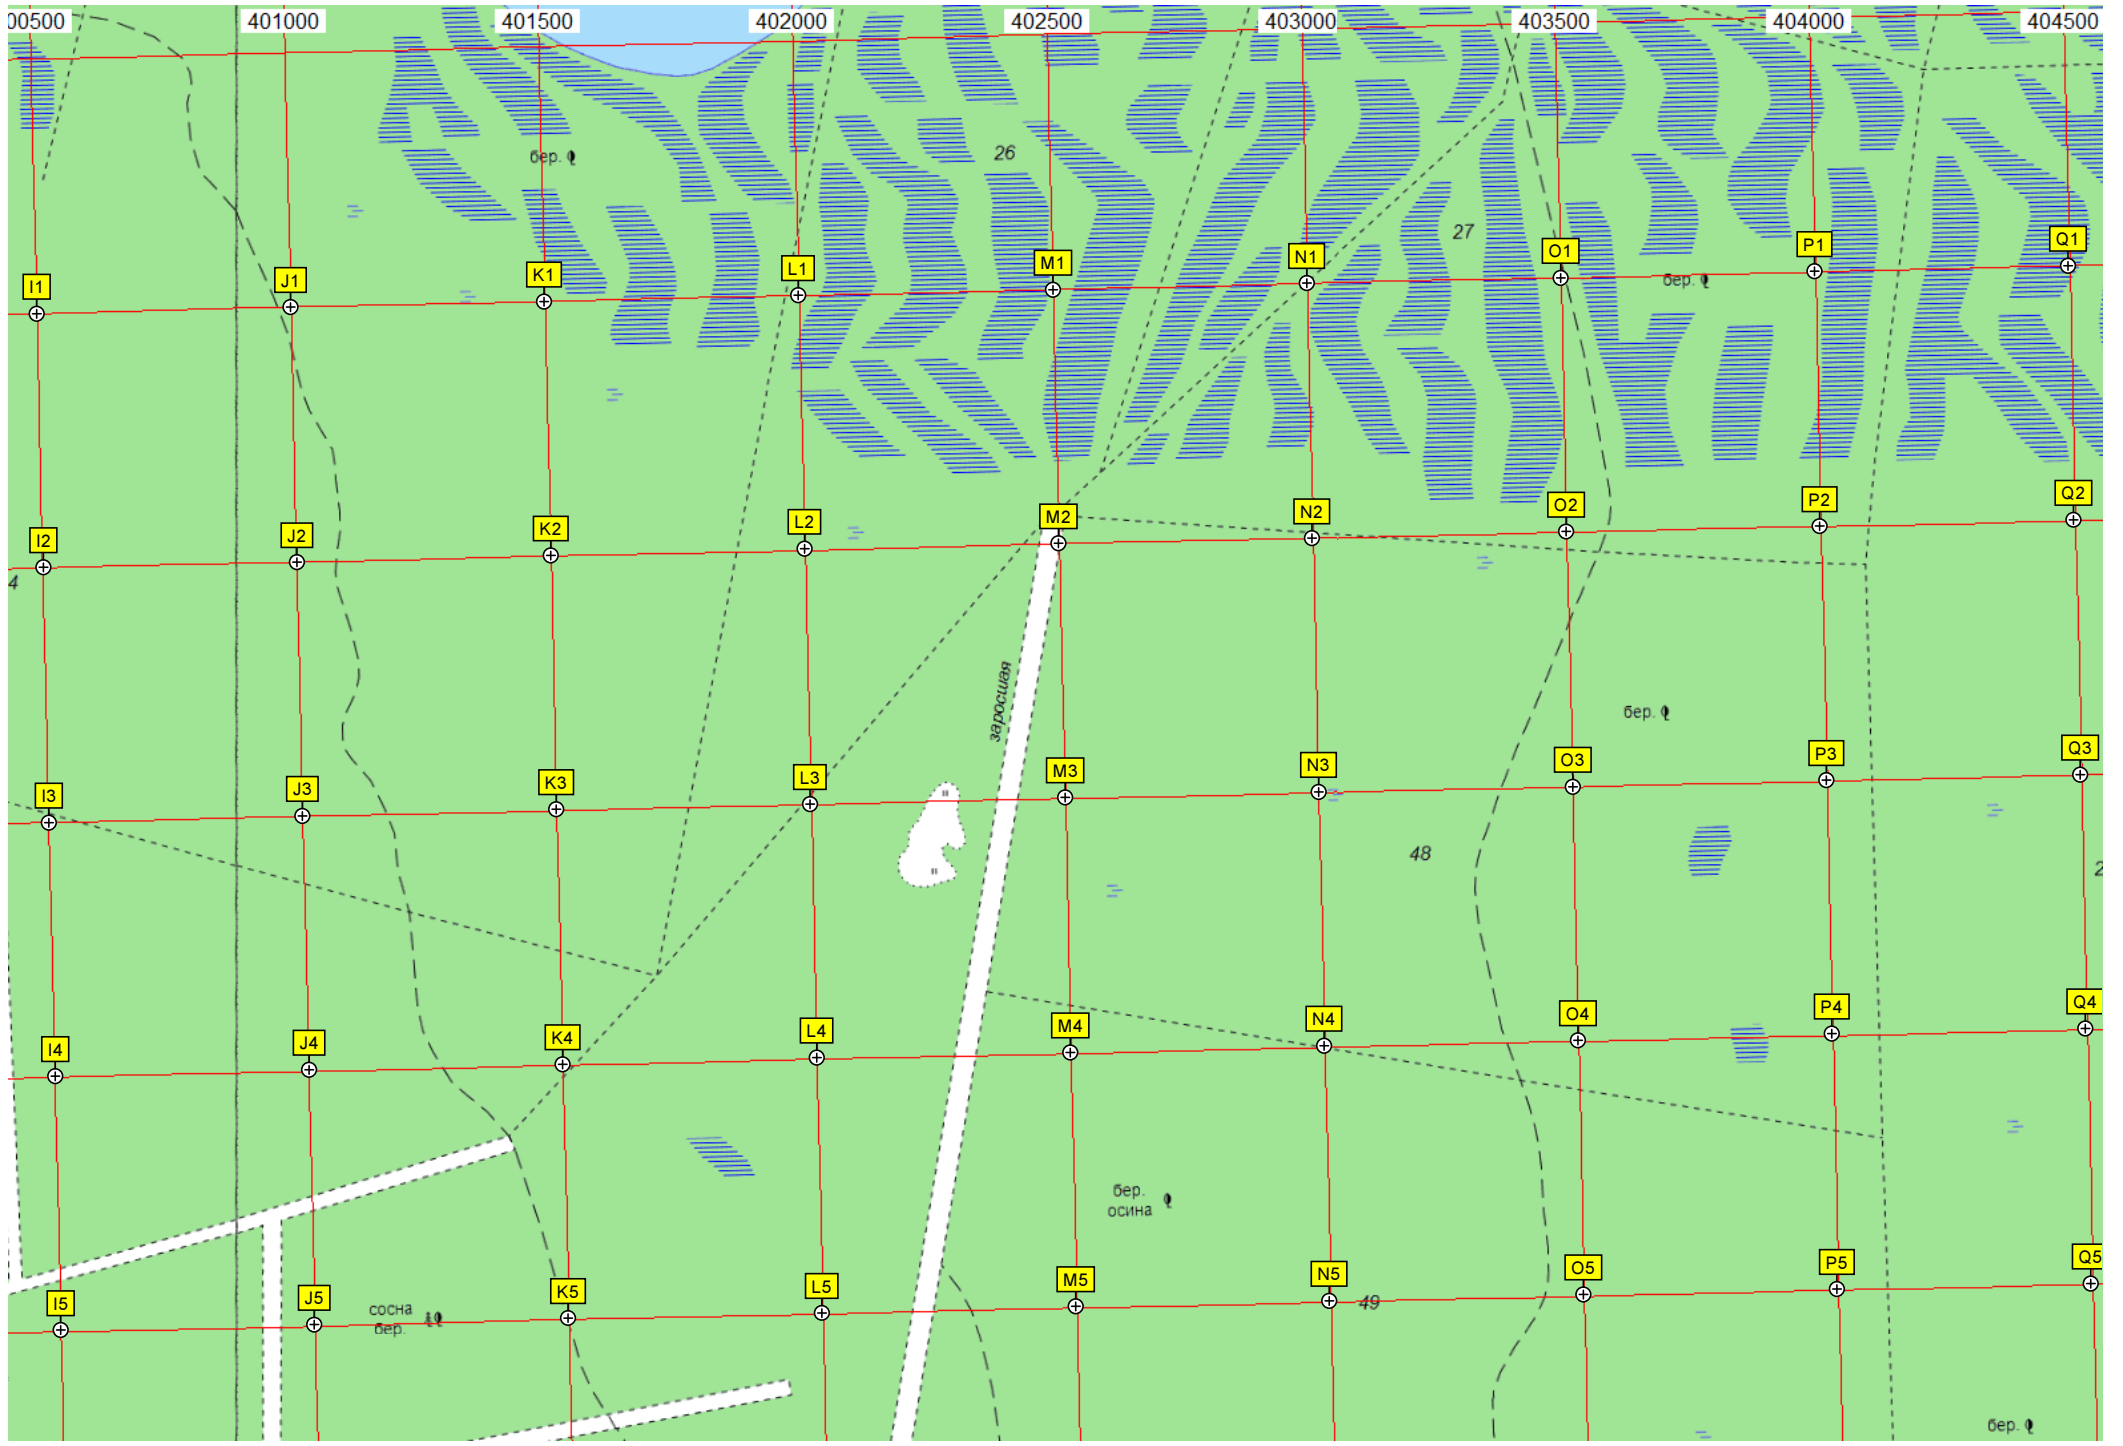 00500 401000 401500 402000 402500 403000 403500 404000 404500
26
бер.
27
I1 J1 K1 L1 M1 N1 O1 P1 Q1
бер.
I2 J2 K2 L2 M2 N2 O2 P2 Q2
4
заросшая
бер.
I3 J3 K3 L3 M3 N3 O3 P3 Q3
48
2
I4 J4 K4 L4 M4 N4 O4 P4 Q4
бер.
осина
I5 J5 K5 L5 M5 N5 O5 P5 Q5
49
сосна
бер.
бер.